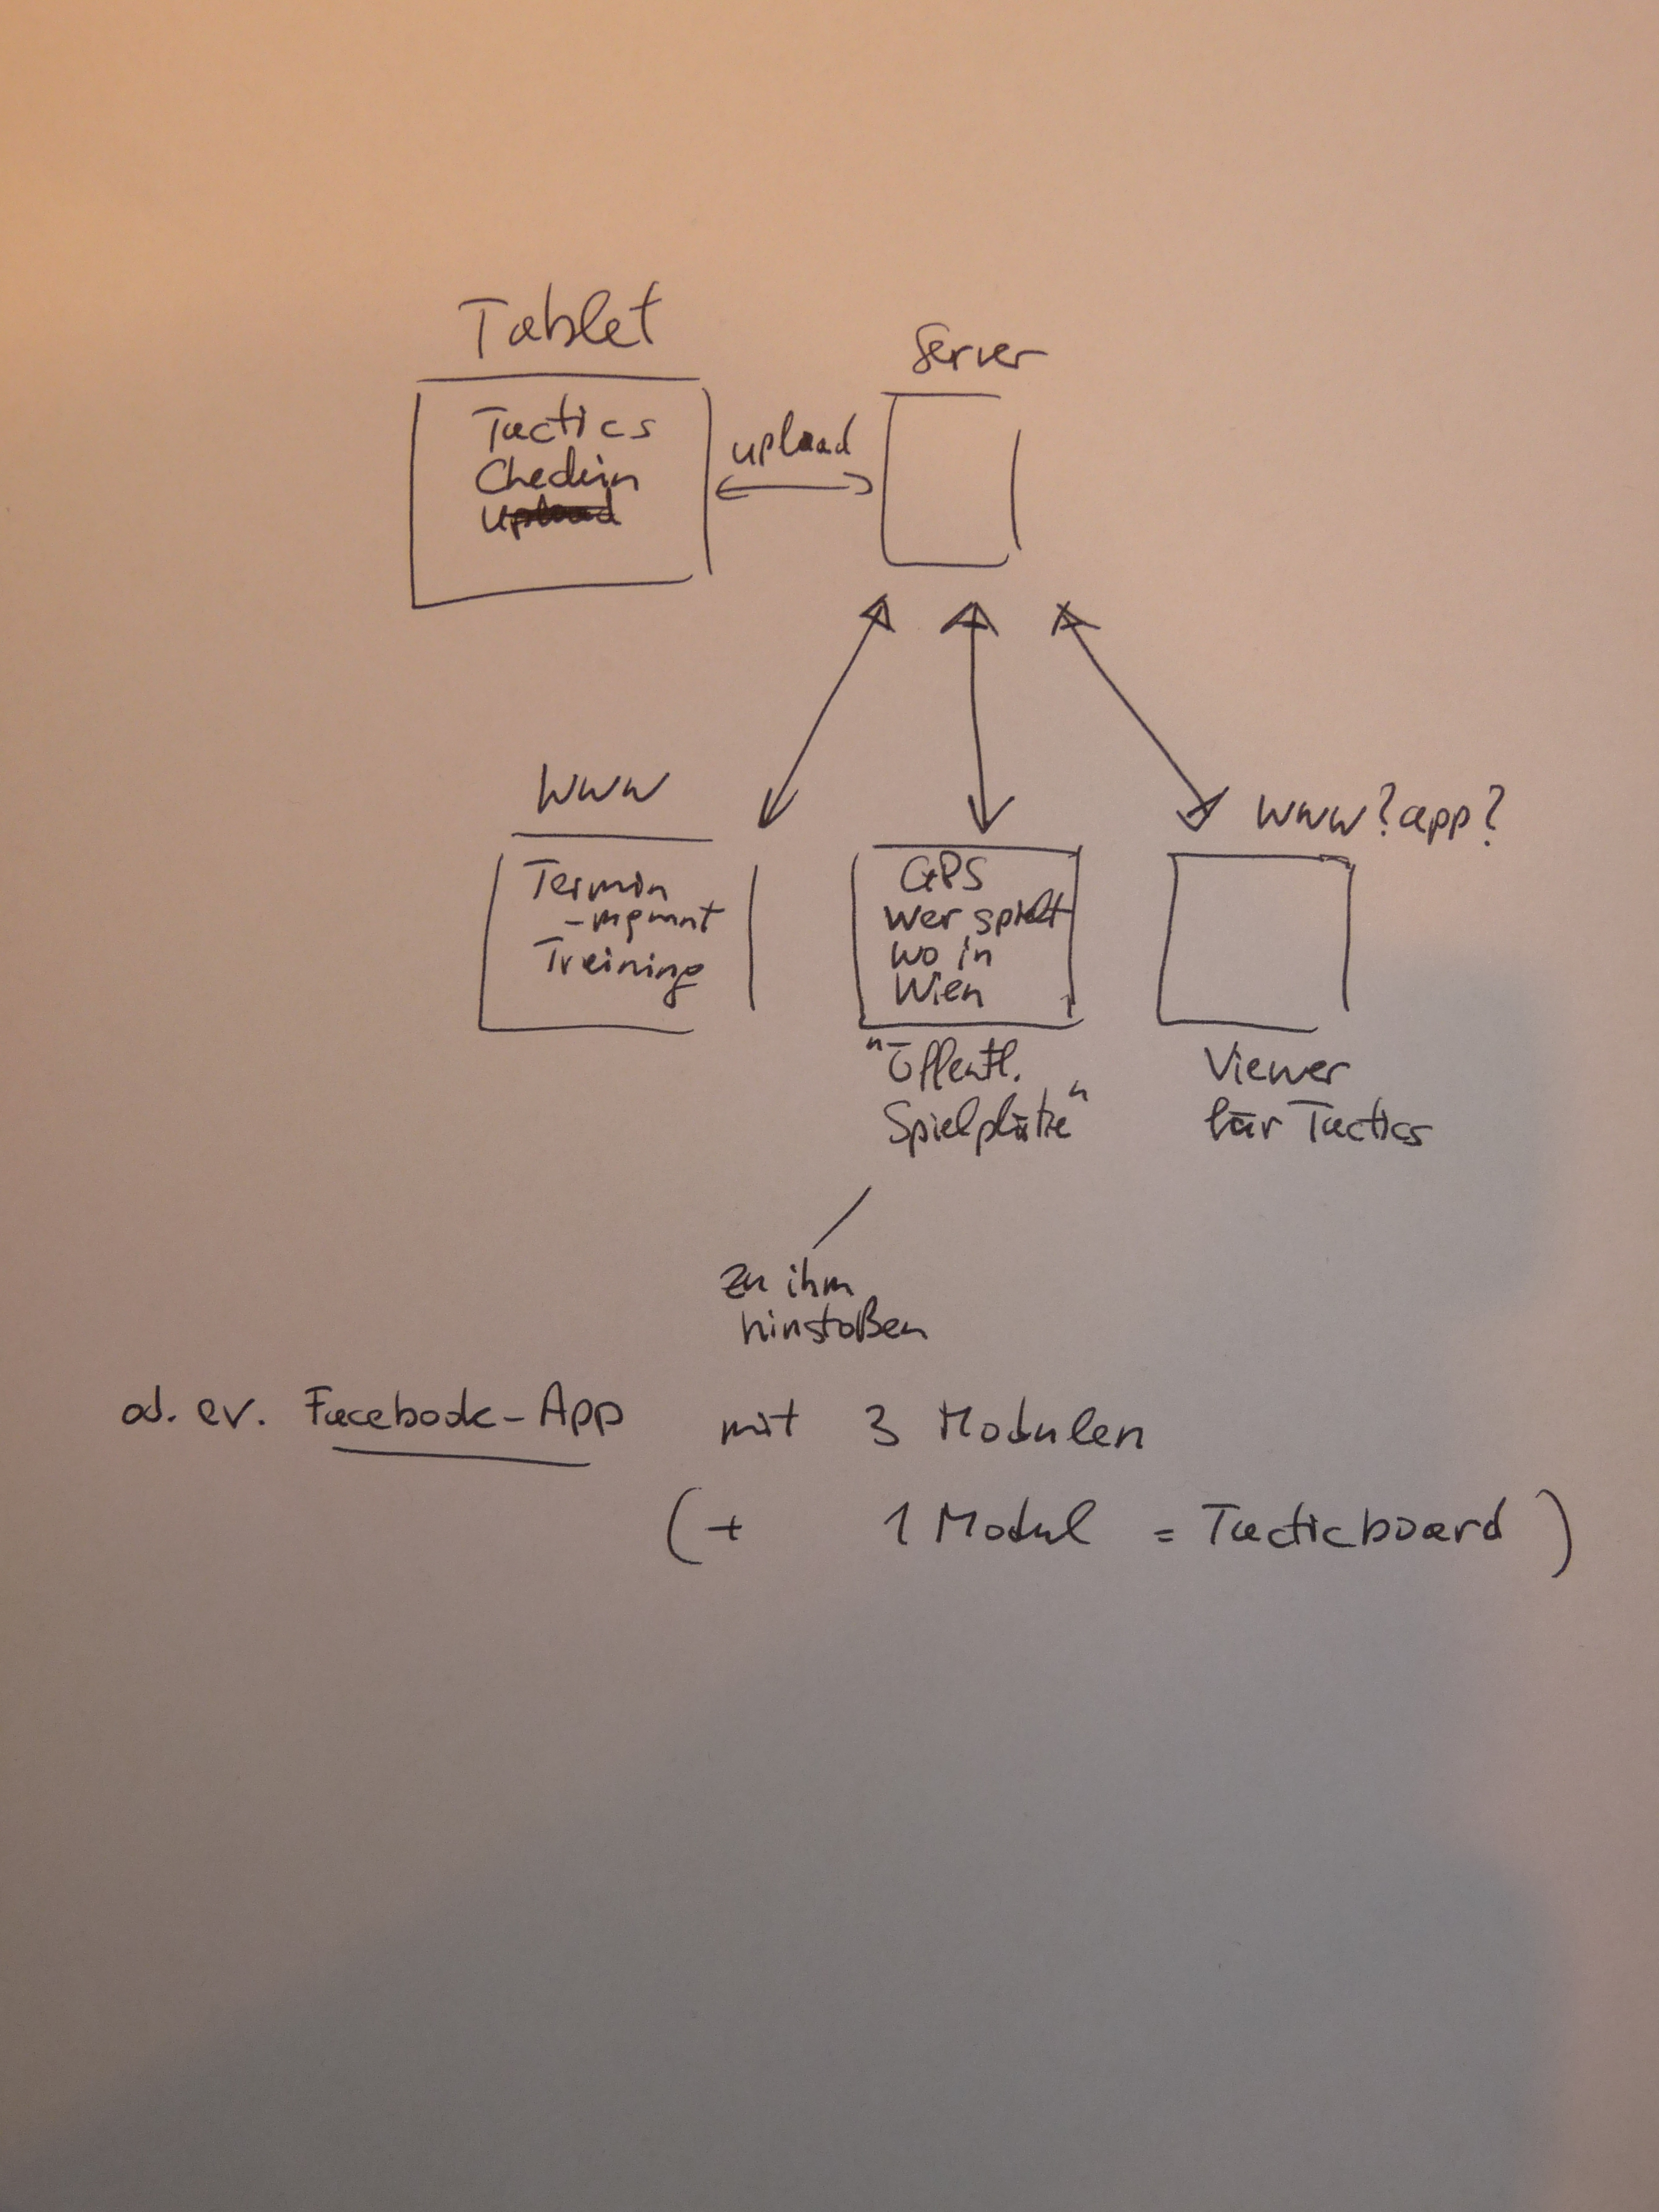 Tablet
Server
Tactics
Checkin
upload
upload
www
www?app?
Termin
-mgmnt
Training
GPS
wer spielt
wo in
Wien
"Öffentl.
Spielplätze"
Viewer
für Tactics
zu ihm
hinstoßen
od. ev. Facebook-App mit 3 Modulen
(+ 1 Modul = Tacticboard)